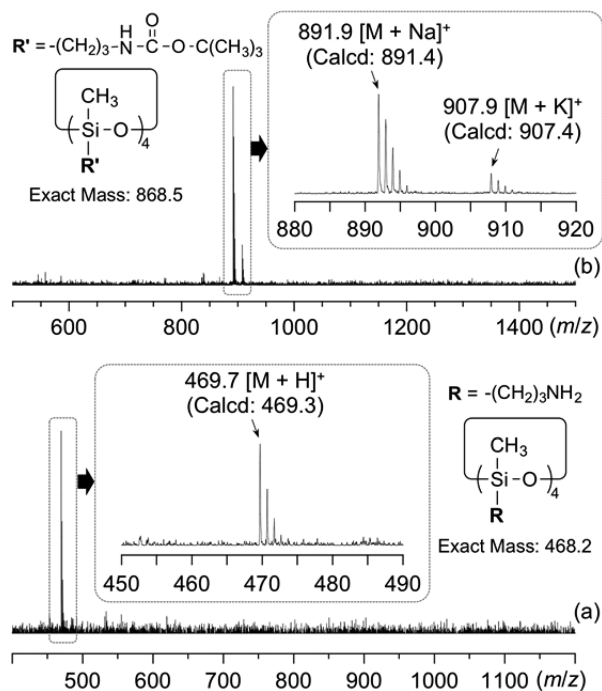 R' = -(CH2)3-N-C-O-C(CH3)3
H
O
CH3
(Si-O)4
R'
Exact Mass: 868.5
891.9 [M + Na]+
(Calcd: 891.4)
907.9 [M + K]+
(Calcd: 907.4)
880 890 900 910 920
(b)
600 800 1000 1200 1400 (m/z)
469.7 [M + H]+
(Calcd: 469.3)
450 460 470 480 490
R = -(CH2)3NH2
CH3
(Si-O)4
R
Exact Mass: 468.2
(a)
500 600 700 800 900 1000 1100 (m/z)